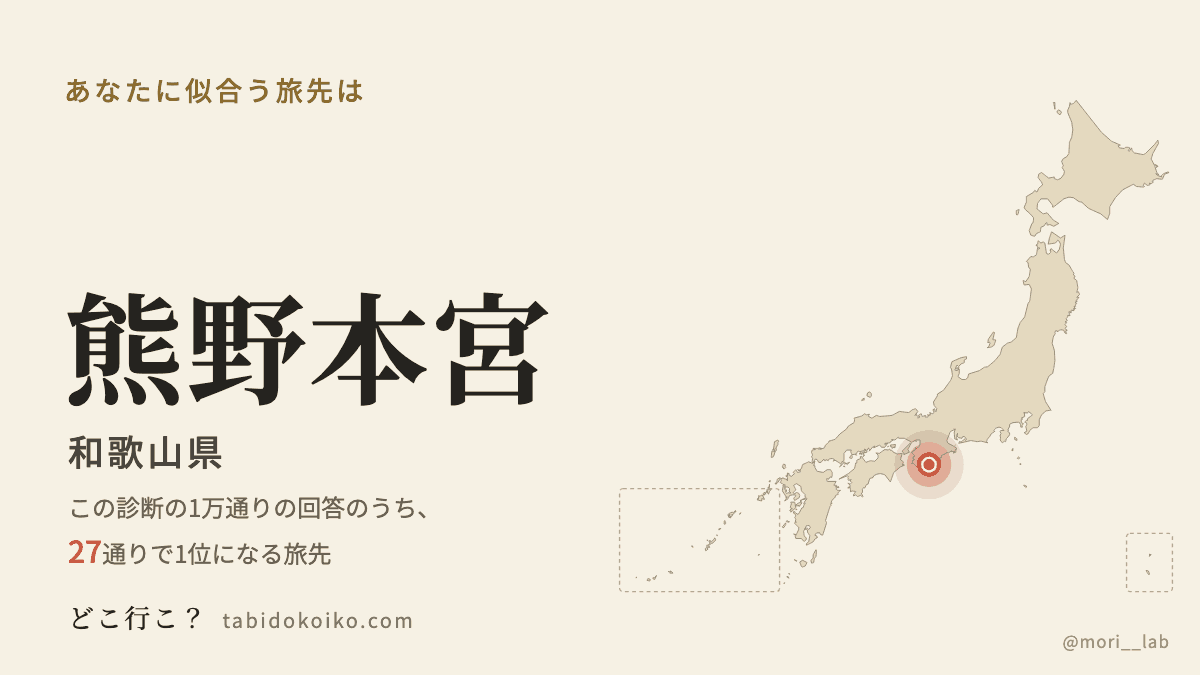 あなたに似合う旅先は
熊野本宮
和歌山県
この診断の1万通りの回答のうち、
27通りで1位になる旅先
どこ行こ？ tabidokoiko.com
@mori__lab